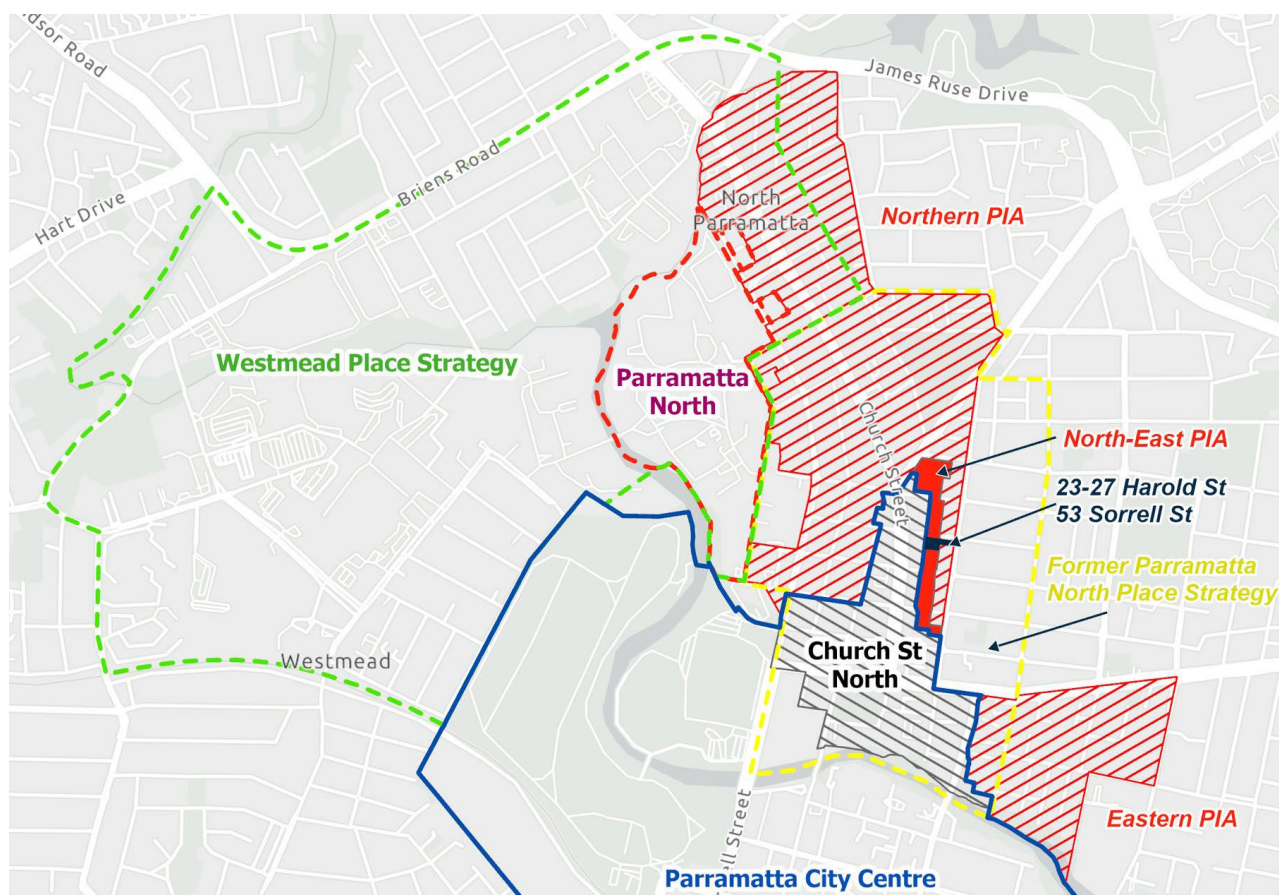 dsor Road
James Ruse Drive
Briens Road
Hart Drive
North
Parramatta
Northern PIA
Westmead Place Strategy
Parramatta
North
Church Street
North-East PIA
23-27 Harold St
53 Sorrell St
Former Parramatta
North Place Strategy
Westmead
Church St
North
Eastern PIA
ell Street
Parramatta City Centre